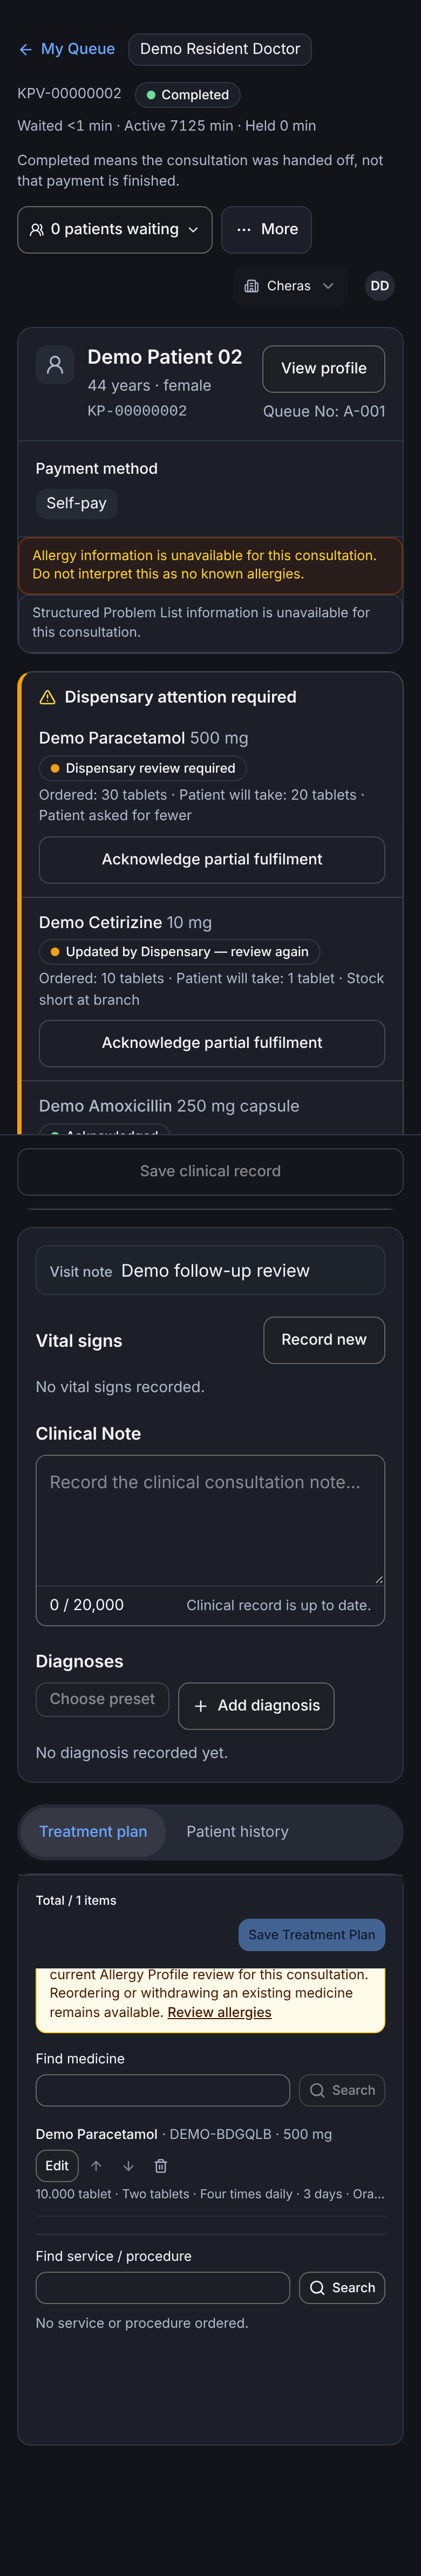 My Queue
Demo Resident Doctor
KPV-00000002
Completed
Waited <1 min · Active 7125 min · Held 0 min
Completed means the consultation was handed off, not
that payment is finished.
0 patients waiting
More
Cheras
DD
Demo Patient 02
View profile
44 years · female
KP-00000002
Queue No: A-001
Payment method
Self-pay
Allergy information is unavailable for this consultation.
Do not interpret this as no known allergies.
Structured Problem List information is unavailable for
this consultation.
Dispensary attention required
Demo Paracetamol 500 mg
Dispensary review required
Ordered: 30 tablets · Patient will take: 20 tablets ·
Patient asked for fewer
Acknowledge partial fulfilment
Demo Cetirizine 10 mg
Updated by Dispensary — review again
Ordered: 10 tablets · Patient will take: 1 tablet · Stock
short at branch
Acknowledge partial fulfilment
Demo Amoxicillin 250 mg capsule
Acknowledged
Save clinical record
Visit note Demo follow-up review
Vital signs
Record new
No vital signs recorded.
Clinical Note
Record the clinical consultation note...
0 / 20,000
Clinical record is up to date.
Diagnoses
Choose preset
Add diagnosis
No diagnosis recorded yet.
Treatment plan
Patient history
Total / 1 items
Save Treatment Plan
current Allergy Profile review for this consultation.
Reordering or withdrawing an existing medicine
remains available. Review allergies
Find medicine
Search
Demo Paracetamol · DEMO-BDGQLB · 500 mg
Edit
10.000 tablet · Two tablets · Four times daily · 3 days · Ora...
Find service / procedure
Search
No service or procedure ordered.